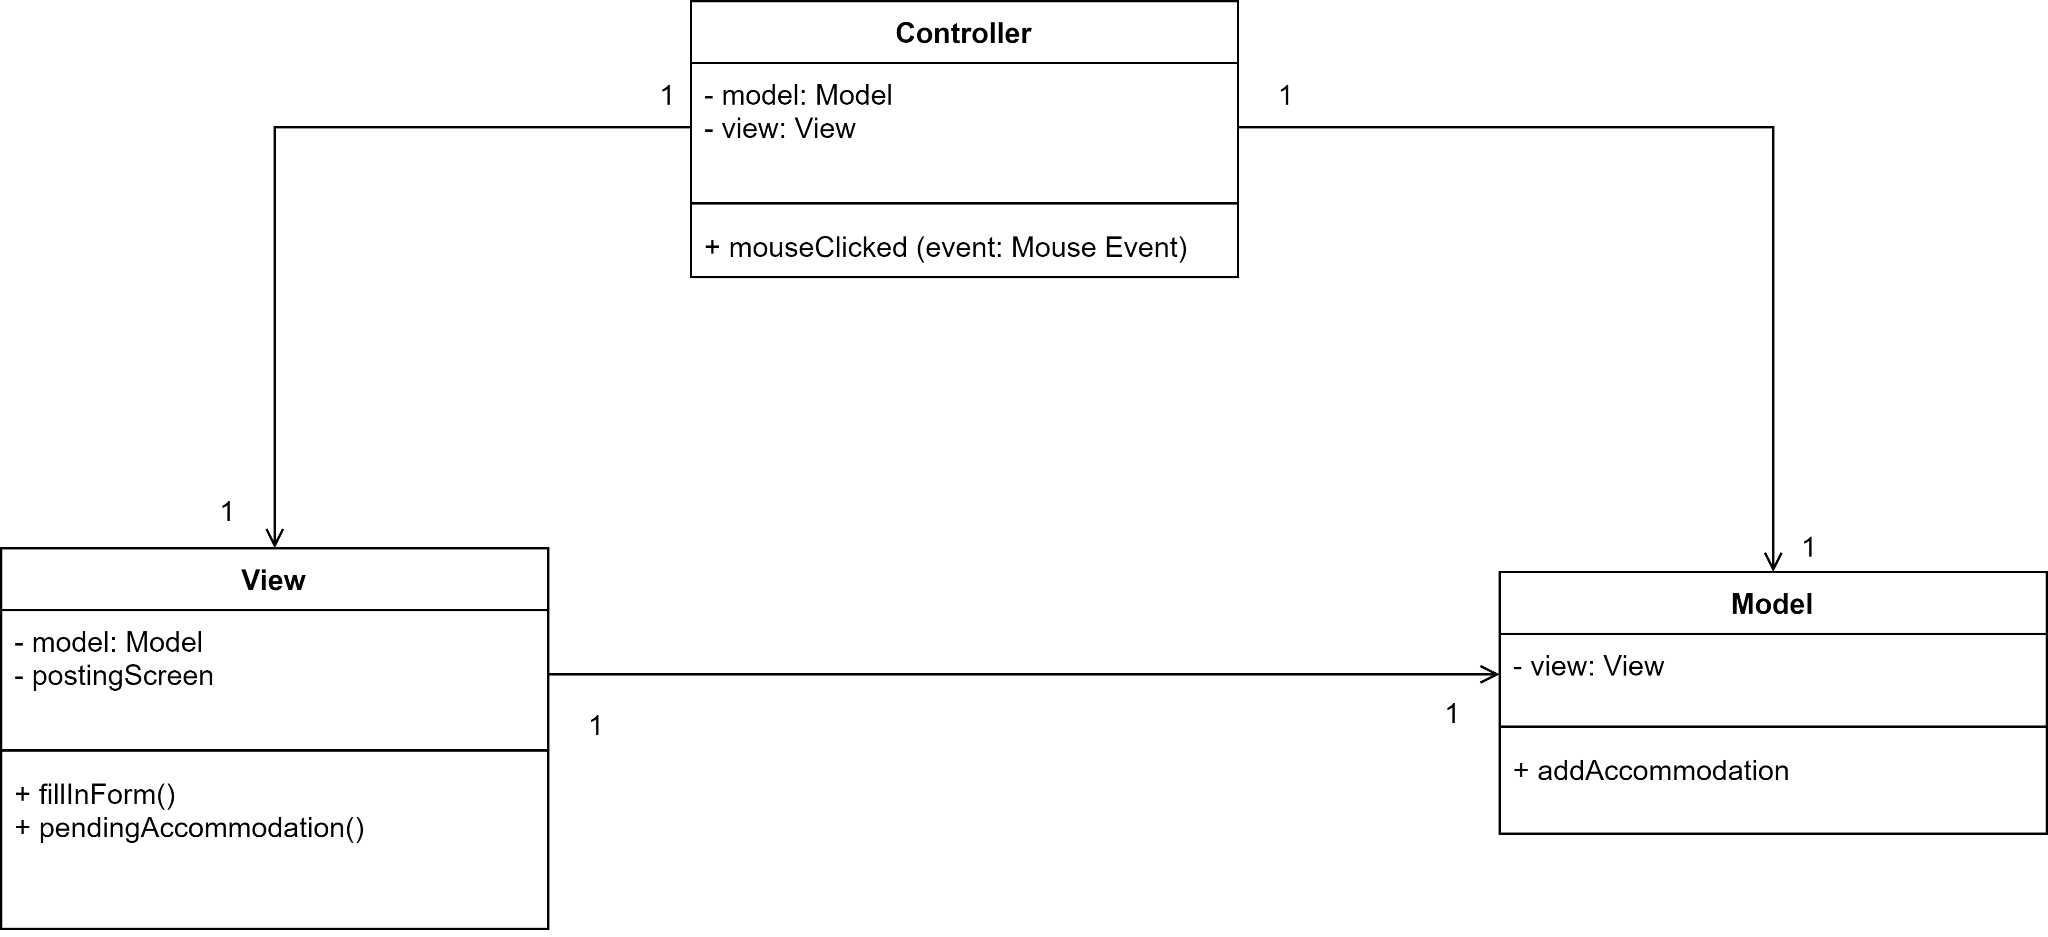 Controller
1
- model: Model
1
- view: View
+ mouseClicked (event: Mouse Event)
1
1
View
Model
- model: Model
- postingScreen
- view: View
1
1
+ fillInForm()
+ pendingAccommodation()
+ addAccommodation